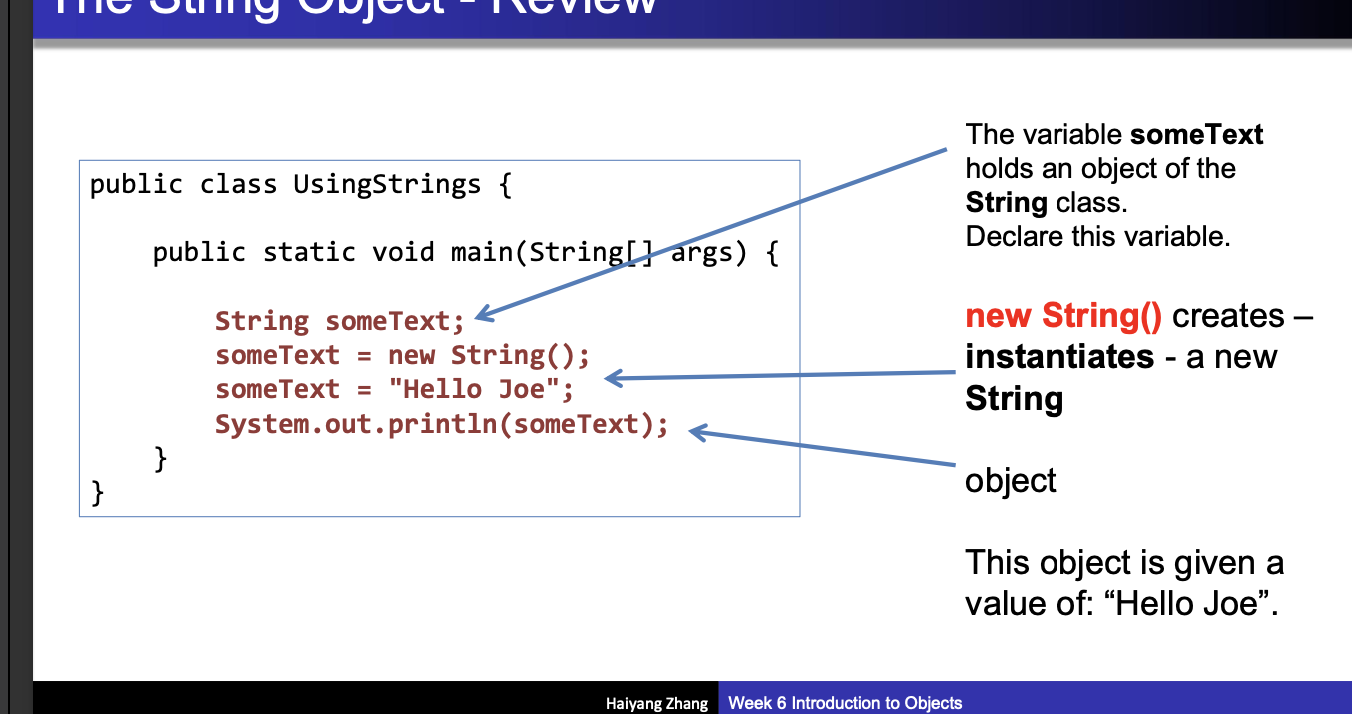 The String Object - Review
public class UsingStrings {
public static void main(String[] args) {
String someText;
someText = new String();
someText = "Hello Joe";
System.out.println(someText);
}
}
The variable someText
holds an object of the
String class.
Declare this variable.
new String() creates –
instantiates - a new
String
object
This object is given a
value of: “Hello Joe”.
Haiyang Zhang
Week 6 Introduction to Objects